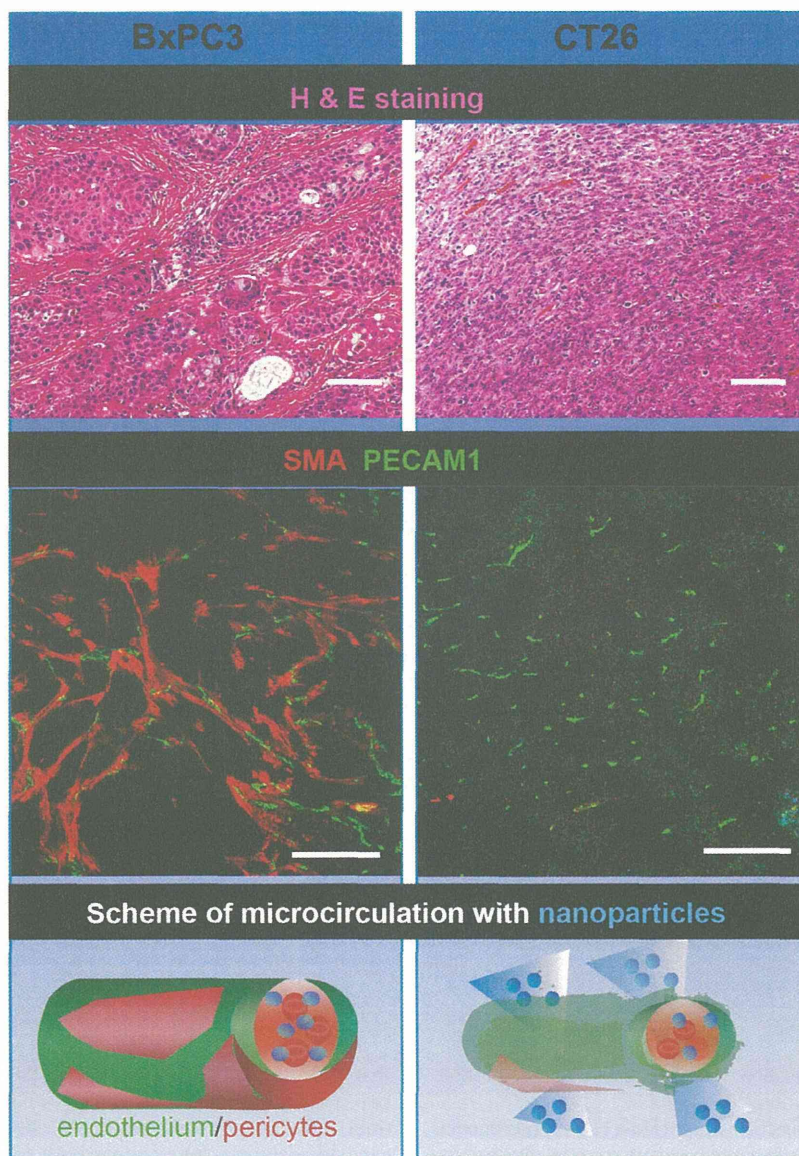 BxPC3
CT26
H & E staining
SMA PECAM1
Scheme of microcirculation with nanoparticles
endothelium/pericytes